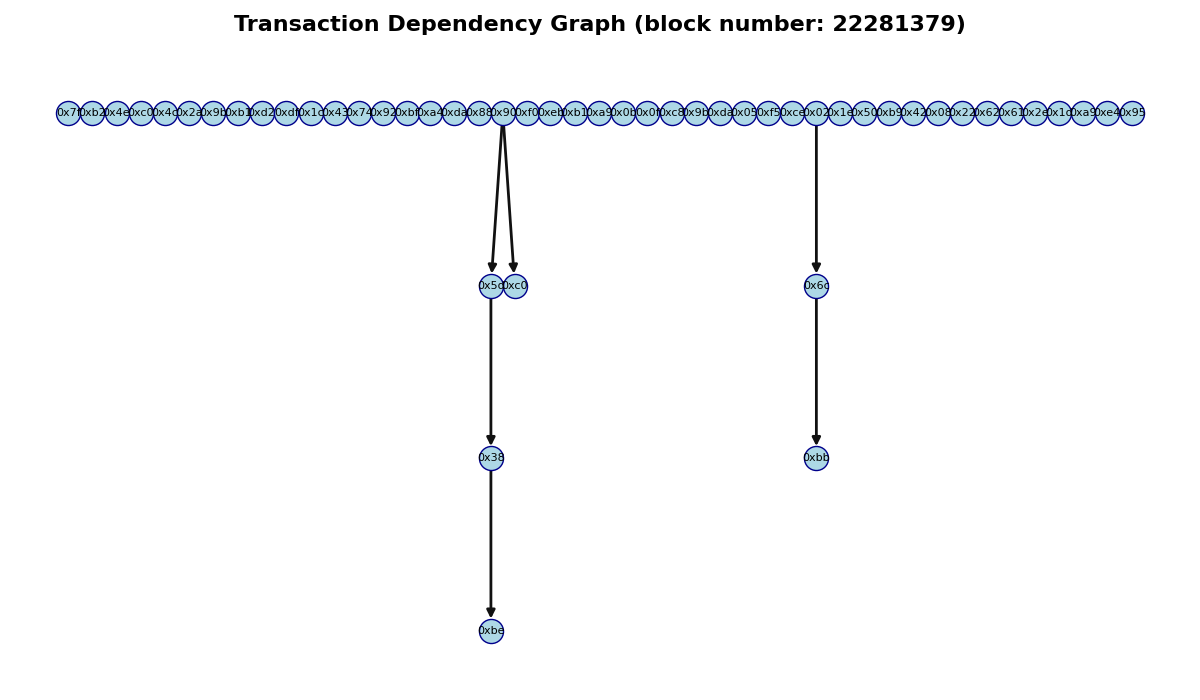 Transaction Dependency Graph (block number: 22281379)
0x7f 0xb2 0x4e 0xc0 0x4c 0x2a 0x9b 0xb1 0xd2 0xdf 0x1c 0x43 0x74 0x92 0xbf 0xa4 0xda 0x88 0x90 0xf0 0xeb 0xb1 0xa9 0x0b 0x0f 0xc8 0x9b 0xda 0x05 0xf5 0xce 0x02 0x1e 0x50 0xb9 0x42 0x08 0x22 0x62 0x61 0x2e 0x1d 0xa9 0xe4 0x95
0x5d 0xc0 0x6c
0x38 0xbb
0xbe